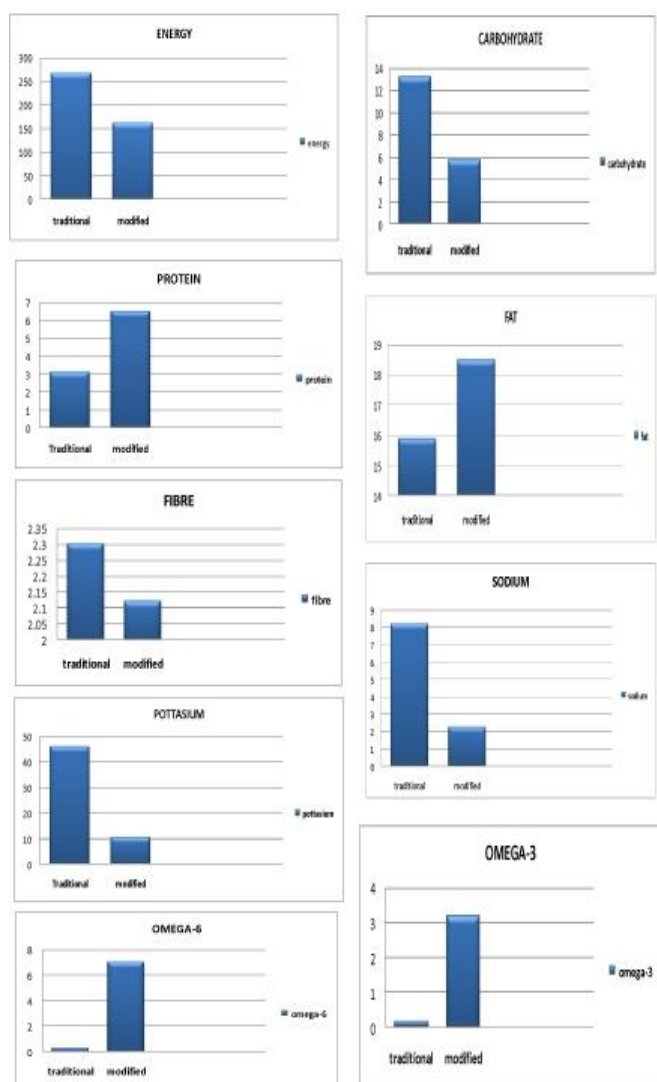 ENERGY
300
250
200
150
100
50
0
traditional modified
energy
CARBOHYDRATE
14
12
10
8
6
4
2
0
traditional modified
carbohydrate
PROTEIN
7
6
5
4
3
2
1
0
Traditional modified
protein
FAT
19
18
17
16
15
14
traditional modified
fat
FIBRE
2.35
2.3
2.25
2.2
2.15
2.1
2.05
2
traditional modified
fibre
SODIUM
9
8
7
6
5
4
3
2
1
0
traditional modified
sodium
POTTASIUM
50
40
30
20
10
0
Traditional modified
pottasium
OMEGA-3
4
3
2
1
0
traditional modified
omega-3
OMEGA-6
8
6
4
2
0
traditional modified
omega-6